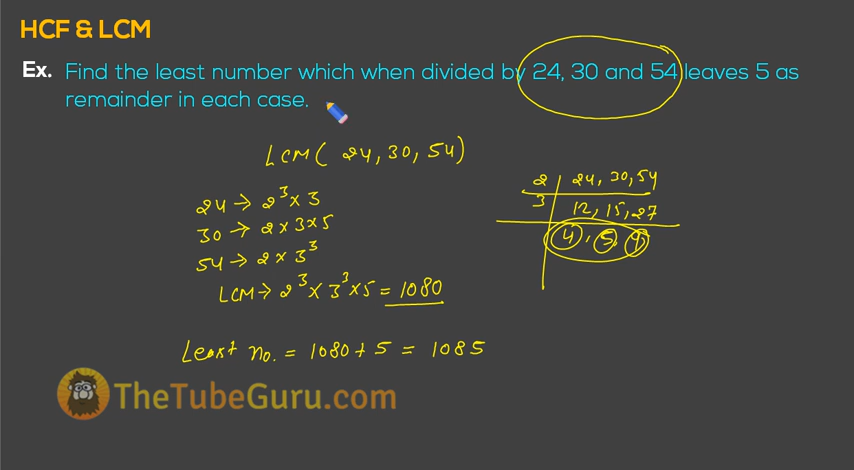 HCF & LCM
Ex. Find the least number which when divided by 24, 30 and 54 leaves 5 as
remainder in each case.
LCM( 24, 30, 54)
24 → 2³ × 3
30 → 2 × 3 × 5
54 → 2 × 3³
LCM → 2³ × 3³ × 5 = 1080
2 | 24, 30, 54
3 | 12, 15, 27
4, 5, 9
Least no. = 1080 + 5 = 1085
TheTubeGuru.com